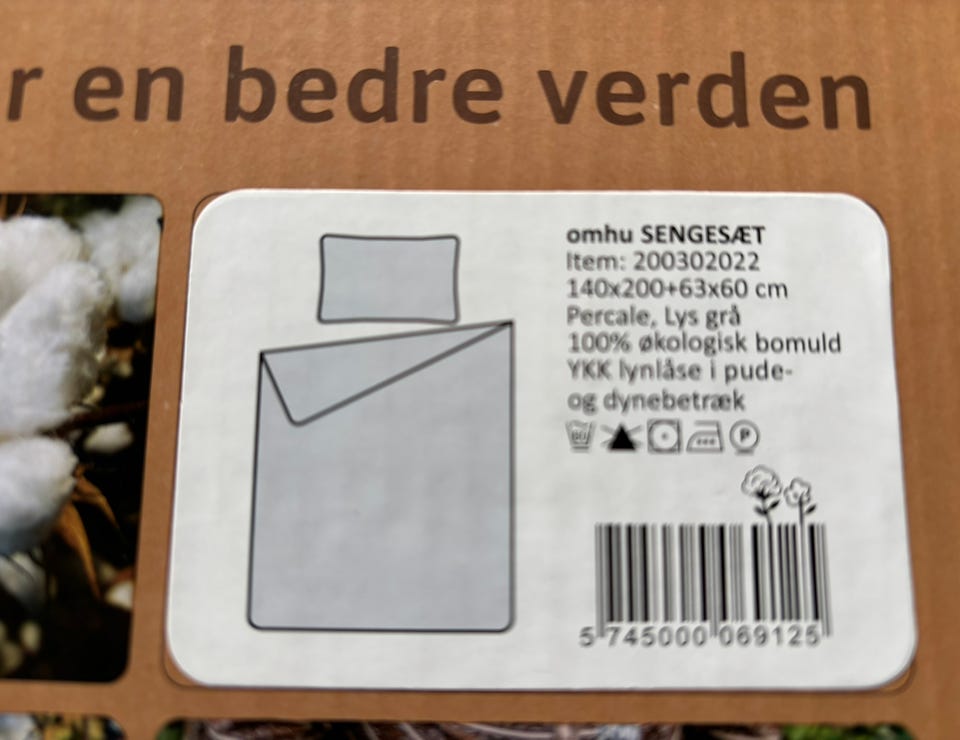 r en bedre verden
omhu SENGESÆT
Item: 200302022
140x200+63x60 cm
Percale, Lys grå
100% økologisk bomuld
YKK lynlåse i pude-
og dynebetræk
60 P
5 745000 069125